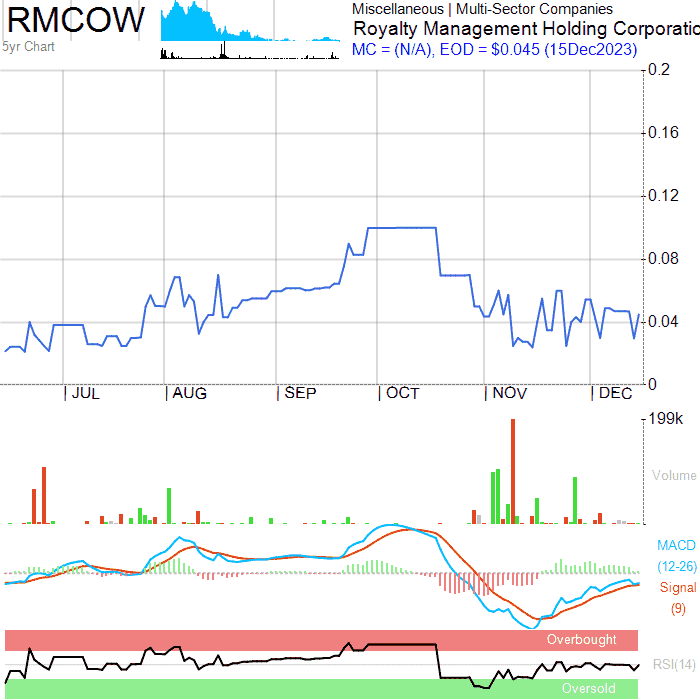 RMCOW
5yr Chart
Miscellaneous | Multi-Sector Companies
Royalty Management Holding Corporatio
MC = (N/A), EOD = $0.045 (15Dec2023)
0.2
0.16
0.12
0.08
0.04
0
| JUL | AUG | SEP | OCT | NOV | DEC
199k
Volume
MACD
(12-26)
Signal
(9)
Overbought
RSI(14)
Oversold